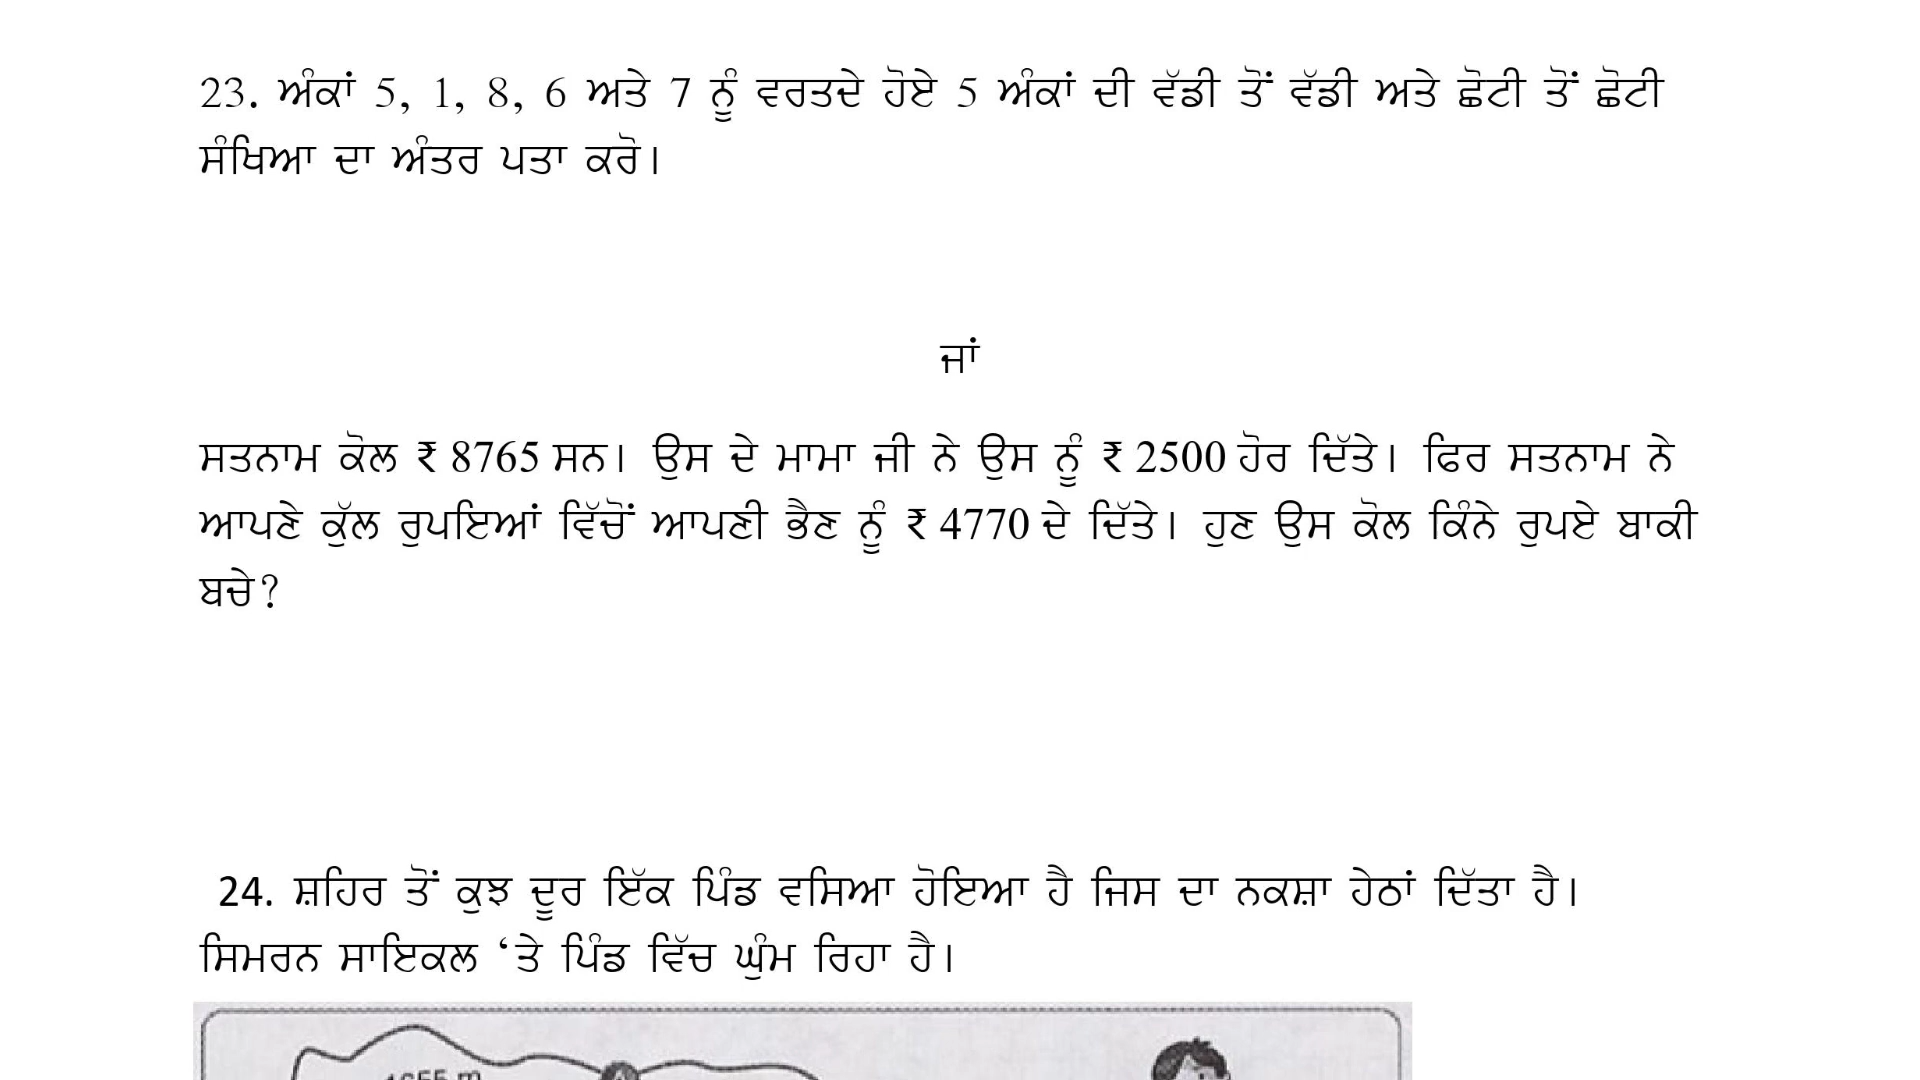 23. ਅੰਕਾਂ 5, 1, 8, 6 ਅਤੇ 7 ਨੂੰ ਵਰਤਦੇ ਹੋਏ 5 ਅੰਕਾਂ ਦੀ ਵੱਡੀ ਤੋਂ ਵੱਡੀ ਅਤੇ ਛੋਟੀ ਤੋਂ ਛੋਟੀ
ਸੰਖਿਆ ਦਾ ਅੰਤਰ ਪਤਾ ਕਰੋ।
ਜਾਂ
ਸਤਨਾਮ ਕੋਲ ₹ 8765 ਸਨ। ਉਸ ਦੇ ਮਾਮਾ ਜੀ ਨੇ ਉਸ ਨੂੰ ₹ 2500 ਹੋਰ ਦਿੱਤੇ। ਫਿਰ ਸਤਨਾਮ ਨੇ
ਆਪਣੇ ਕੁੱਲ ਰੁਪਇਆਂ ਵਿੱਚੋਂ ਆਪਣੀ ਭੈਣ ਨੂੰ ₹ 4770 ਦੇ ਦਿੱਤੇ। ਹੁਣ ਉਸ ਕੋਲ ਕਿੰਨੇ ਰੁਪਏ ਬਾਕੀ
ਬਚੇ?
24. ਸ਼ਹਿਰ ਤੋਂ ਕੁਝ ਦੂਰ ਇੱਕ ਪਿੰਡ ਵਸਿਆ ਹੋਇਆ ਹੈ ਜਿਸ ਦਾ ਨਕਸ਼ਾ ਹੇਠਾਂ ਦਿੱਤਾ ਹੈ।
ਸਿਮਰਨ ਸਾਇਕਲ ‘ਤੇ ਪਿੰਡ ਵਿੱਚ ਘੁੰਮ ਰਿਹਾ ਹੈ।